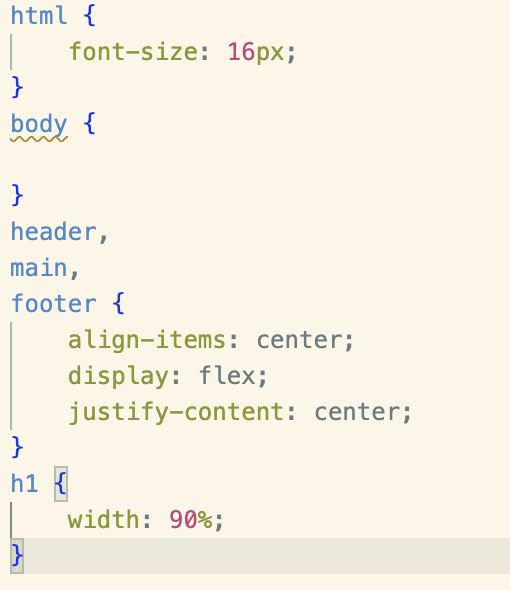 html {
    font-size: 16px;
}
body {

}
header,
main,
footer {
    align-items: center;
    display: flex;
    justify-content: center;
}
h1 {
    width: 90%;
}